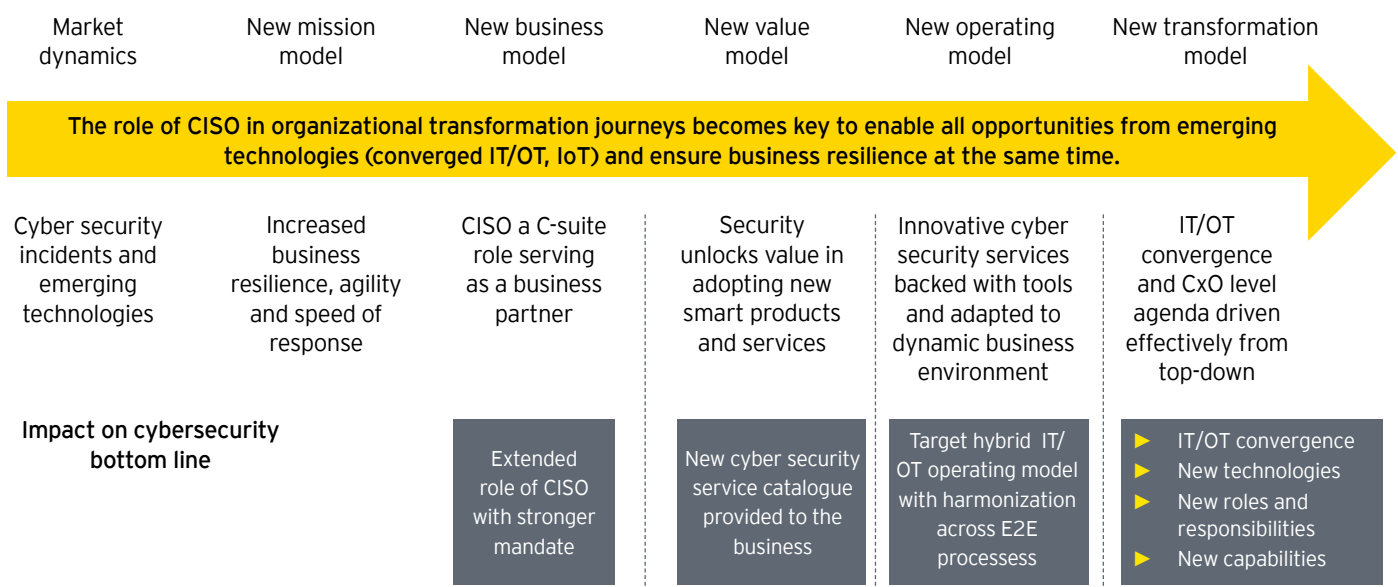 Market
dynamics
New mission
model
New business
model
New value
model
New operating
model
New transformation
model
The role of CISO in organizational transformation journeys becomes key to enable all opportunities from emerging
technologies (converged IT/OT, IoT) and ensure business resilience at the same time.
Cyber security
incidents and
emerging
technologies
Increased
business
resilience, agility
and speed of
response
CISO a C-suite
role serving
as a business
partner
Security
unlocks value in
adopting new
smart products
and services
Innovative cyber
security services
backed with tools
and adapted to
dynamic business
environment
IT/OT
convergence
and CxO level
agenda driven
effectively from
top-down
Impact on cybersecurity
bottom line
Extended
role of CISO
with stronger
mandate
New cyber security
service catalogue
provided to the
business
Target hybrid IT/
OT operating model
with harmonization
across E2E
processess
► IT/OT convergence
► New technologies
► New roles and
responsibilities
► New capabilities